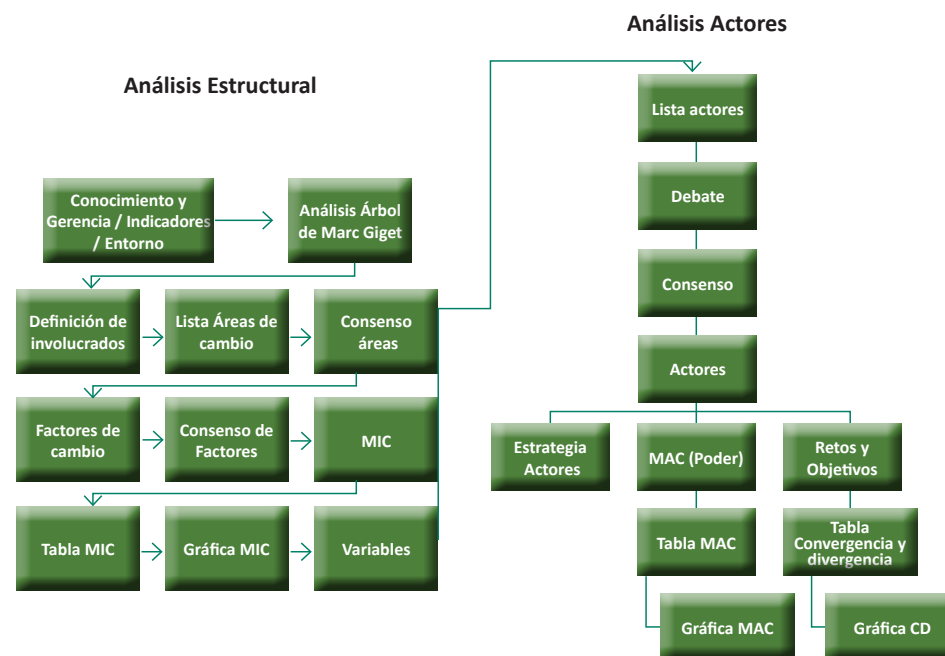 Análisis Estructural
Conocimiento y
Gerencia / Indicadores
/ Entorno
Análisis Árbol
de Marc Giget
Definición de
involucrados
Lista Áreas de
cambio
Consenso
áreas
Factores de
cambio
Consenso de
Factores
MIC
Tabla MIC
Gráfica MIC
Variables
Análisis Actores
Lista actores
Debate
Consenso
Actores
Estrategia
Actores
MAC (Poder)
Retos y
Objetivos
Tabla MAC
Tabla
Convergencia y
divergencia
Gráfica MAC
Gráfica CD